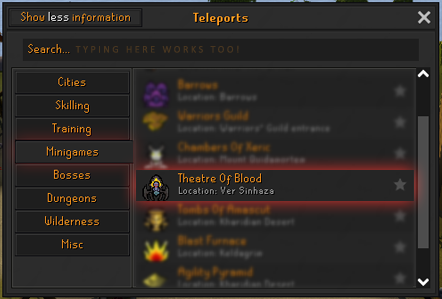 Show less information
Teleports
Search... TYPING HERE WORKS TOO!
Cities
Skilling
Training
Minigames
Bosses
Dungeons
Wilderness
Misc
Barrows
Location: Barrows
Warriors Guild
Location: Warriors' Guild entrance
Chambers Of Xeric
Location: Mount Quidamortem
Theatre Of Blood
Location: Ver Sinhaza
Tombs Of Amascut
Location: Kharidian Desert
Blast Furnace
Location: Keldagrim
Agility Pyramid
Location: Kharidian Desert